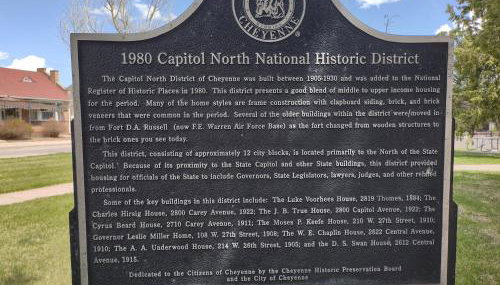 CHEYENNE
1980 Capitol North National Historic District
The Capitol North District of Cheyenne was built between 1905-1930 and was added to the National
Register of Historic Places in 1980. This district presents a good blend of middle to upper income housing
for the period. Many of the home styles are frame construction with clapboard siding, brick, and brick
veneers that were common in the period. Several of the older buildings within the district were moved in
from Fort D.A. Russell (now F.E. Warren Air Force Base) as the fort changed from wooden structures to
the brick ones you see today.
This district, consisting of approximately 12 city blocks, is located primarily to the North of the State
Capitol. Because of its proximity to the State Capitol and other State buildings, this district provided
housing for officials of the State to include Governors, State Legislators, lawyers, judges, and other related
professionals.
Some of the key buildings in this district include: The Luke Voorhees House, 2819 Thomes, 1884; The
Charles Hirsig House, 2800 Carey Avenue, 1922; The J. B. True House, 2800 Capitol Avenue, 1922; The
Cyrus Beard House, 2710 Carey Avenue, 1911; The Moses P. Keefe House, 210 W. 27th Street, 1910;
Governor Leslie Miller Home, 108 W. 27th Street, 1908; The W. E. Chaplin House, 2622 Central Avenue,
1910; The A. A. Underwood House, 214 W. 26th Street, 1905; and the D. S. Swan House, 2612 Central
Avenue, 1915.
Dedicated to the Citizens of Cheyenne by the Cheyenne Historic Preservation Board
and the City of Cheyenne